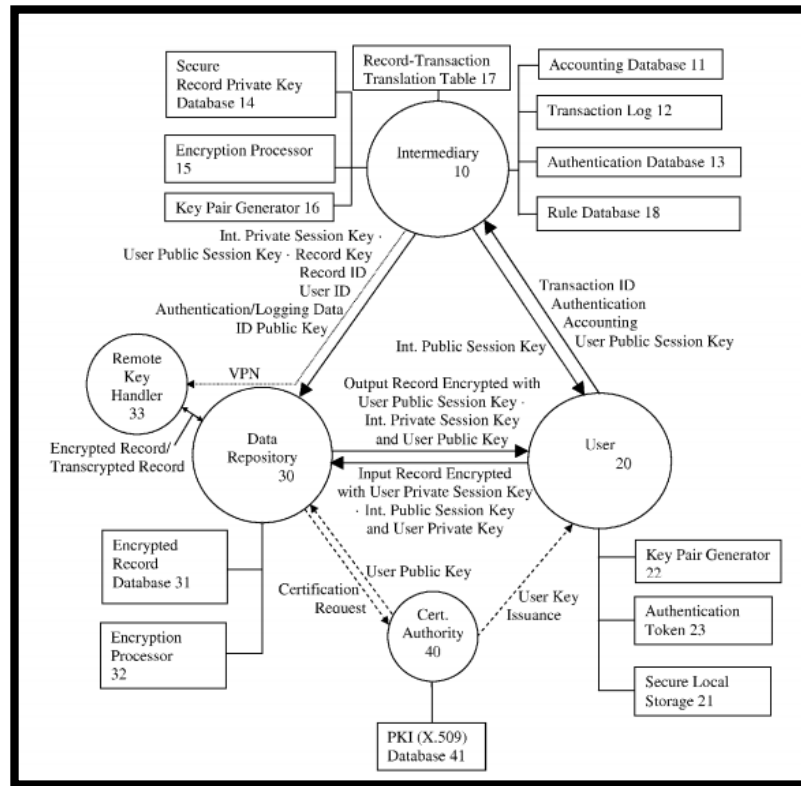 Secure
Record Private Key
Database 14
Record-Transaction
Translation Table 17
Accounting Database 11
Transaction Log 12
Encryption Processor
15
Intermediary
10
Authentication Database 13
Key Pair Generator 16
Rule Database 18
Int. Private Session Key ·
User Public Session Key · Record Key
Record ID
User ID
Authentication/Logging Data
ID Public Key
Transaction ID
Authentication
Accounting
User Public Session Key
Int. Public Session Key
Remote
Key
Handler
33
VPN
Output Record Encrypted with
User Public Session Key ·
Int. Private Session Key
and User Public Key
Encrypted Record/
Transcrypted Record
Data
Repository
30
User
20
Input Record Encrypted
with User Private Session Key
· Int. Public Session Key
and User Private Key
Encrypted
Record
Database 31
Encryption
Processor
32
User Public Key
Certification
Request
User Key
Issuance
Cert.
Authority
40
Key Pair Generator
22
Authentication
Token 23
Secure Local
Storage 21
PKI (X.509)
Database 41